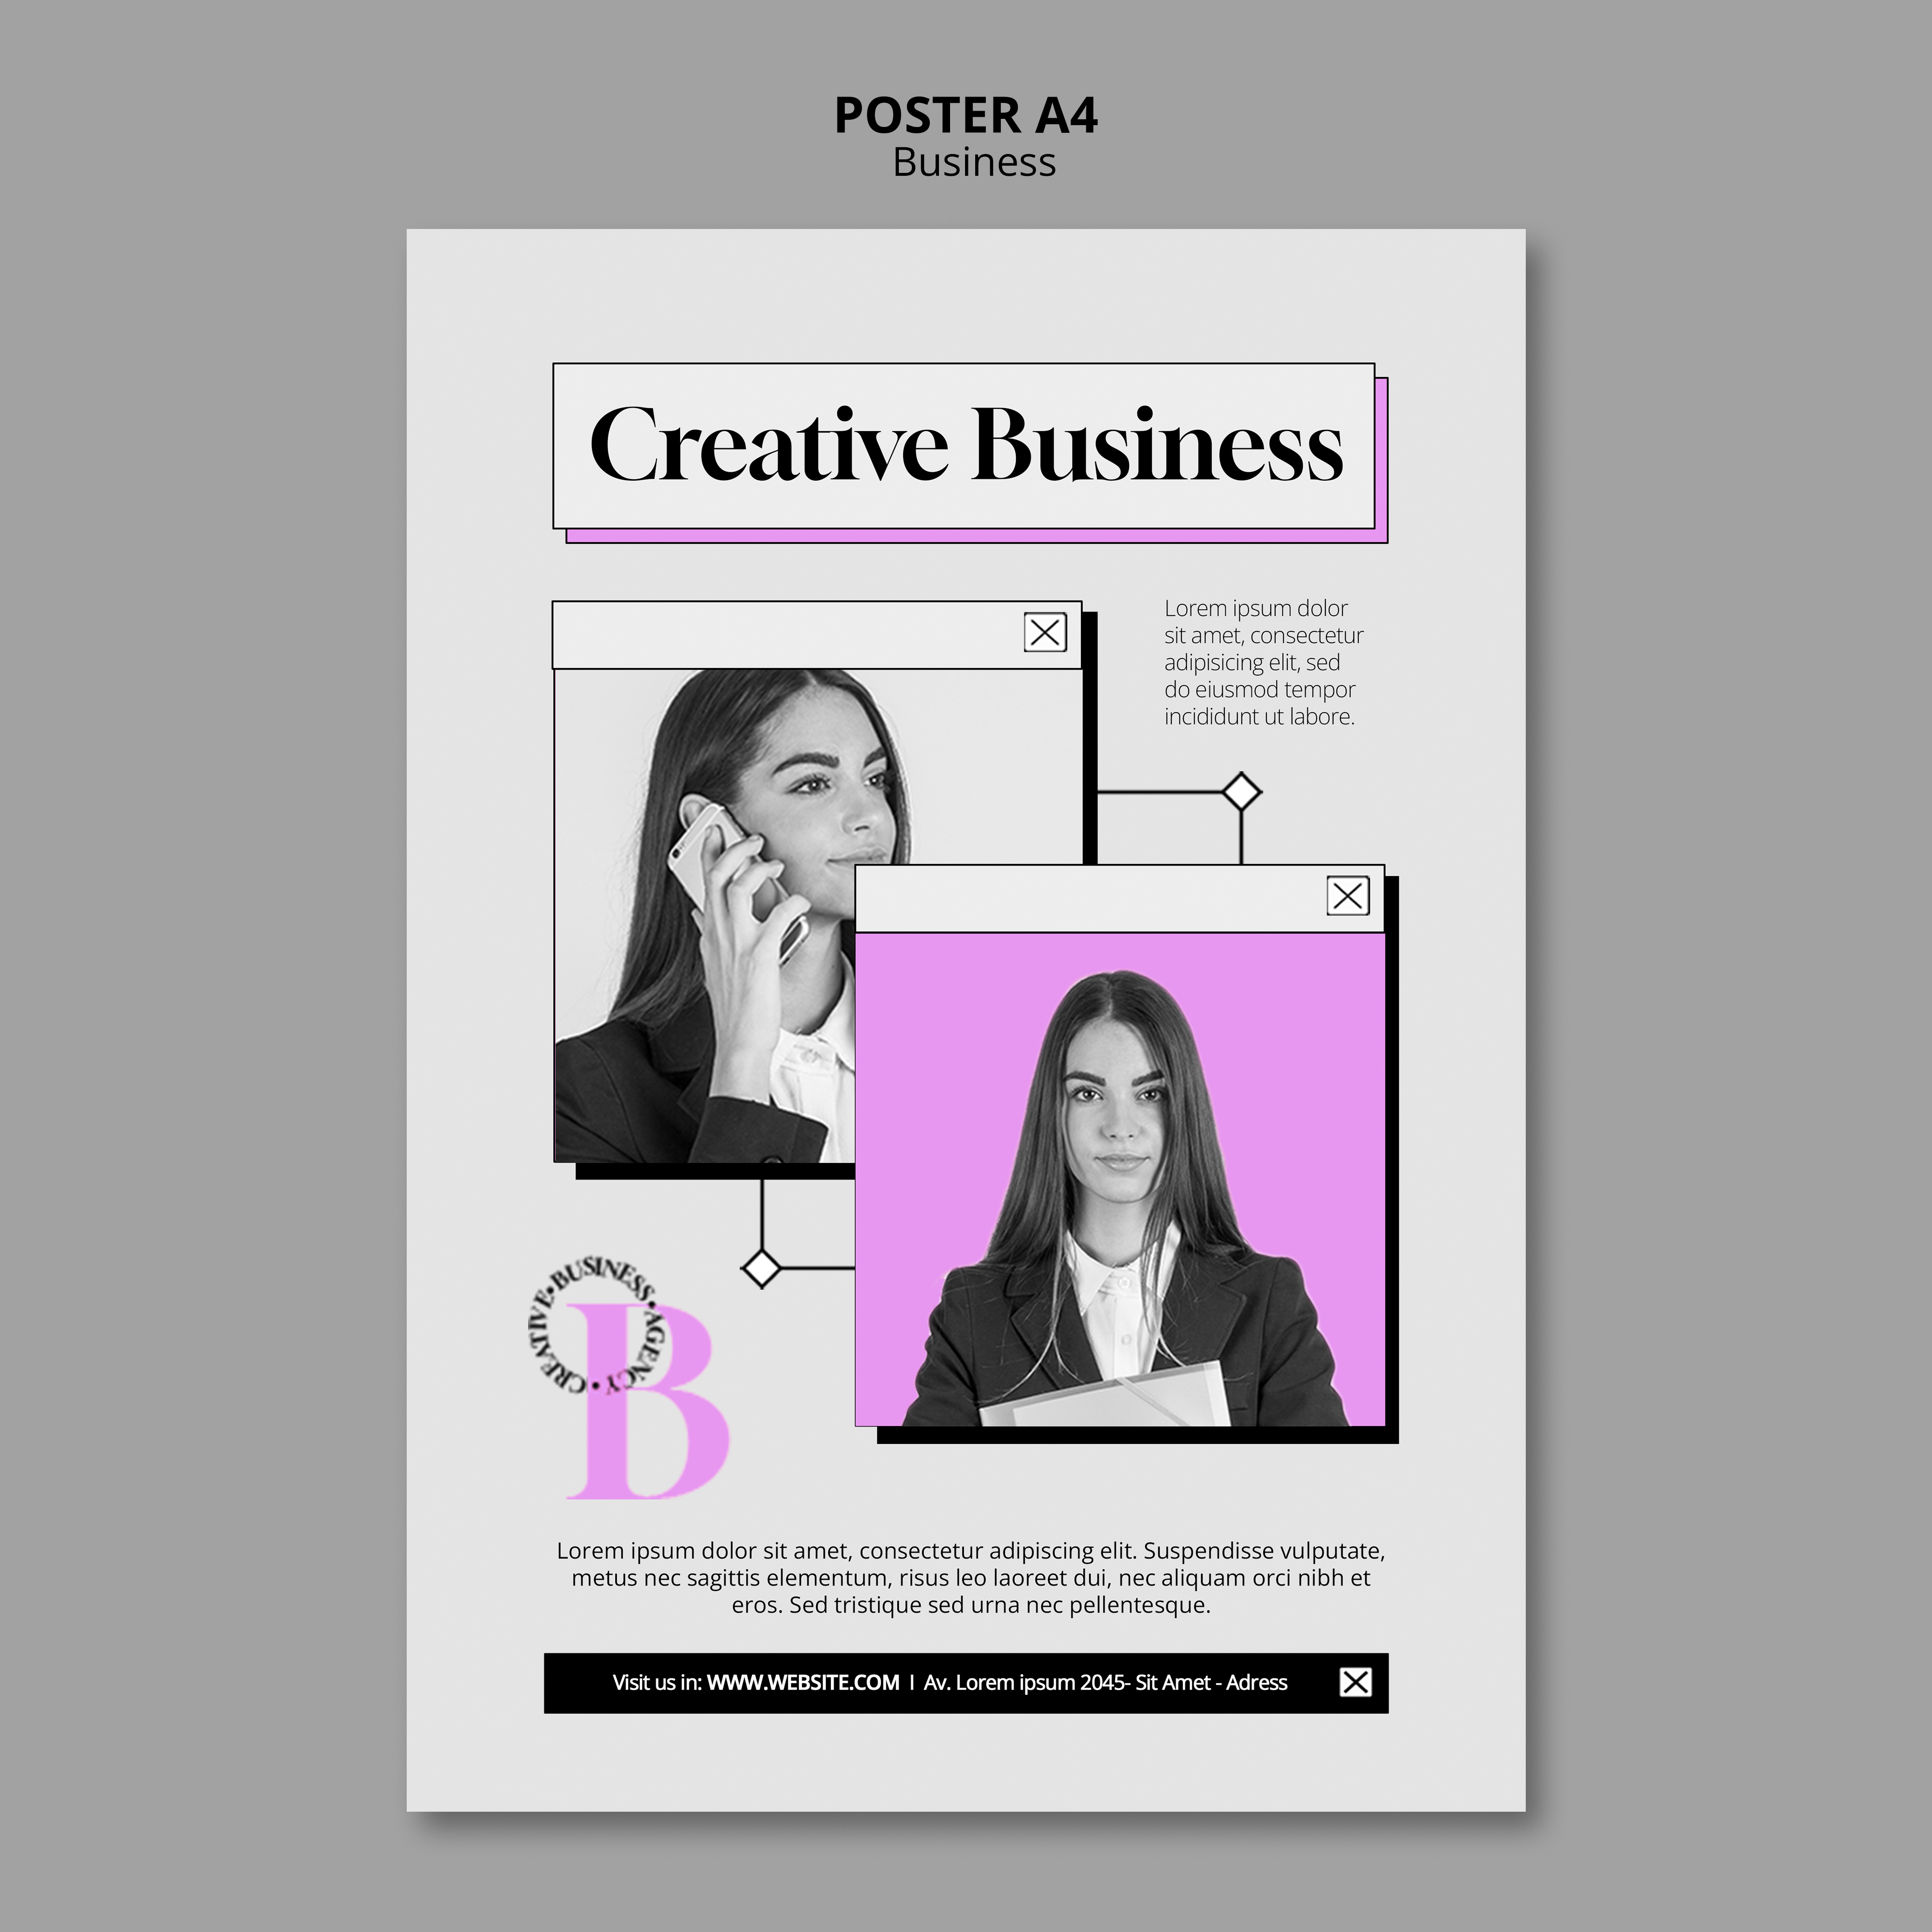 POSTER A4
Business
Creative Business
Lorem ipsum dolor
sit amet, consectetur
adipisicing elit, sed
do eiusmod tempor
incididunt ut labore.
CREATIVE•BUSINESS•AGENCY•
B
Lorem ipsum dolor sit amet, consectetur adipiscing elit. Suspendisse vulputate,
metus nec sagittis elementum, risus leo laoreet dui, nec aliquam orci nibh et
eros. Sed tristique sed urna nec pellentesque.
Visit us in: WWW.WEBSITE.COM | Av. Lorem ipsum 2045- Sit Amet - Adress